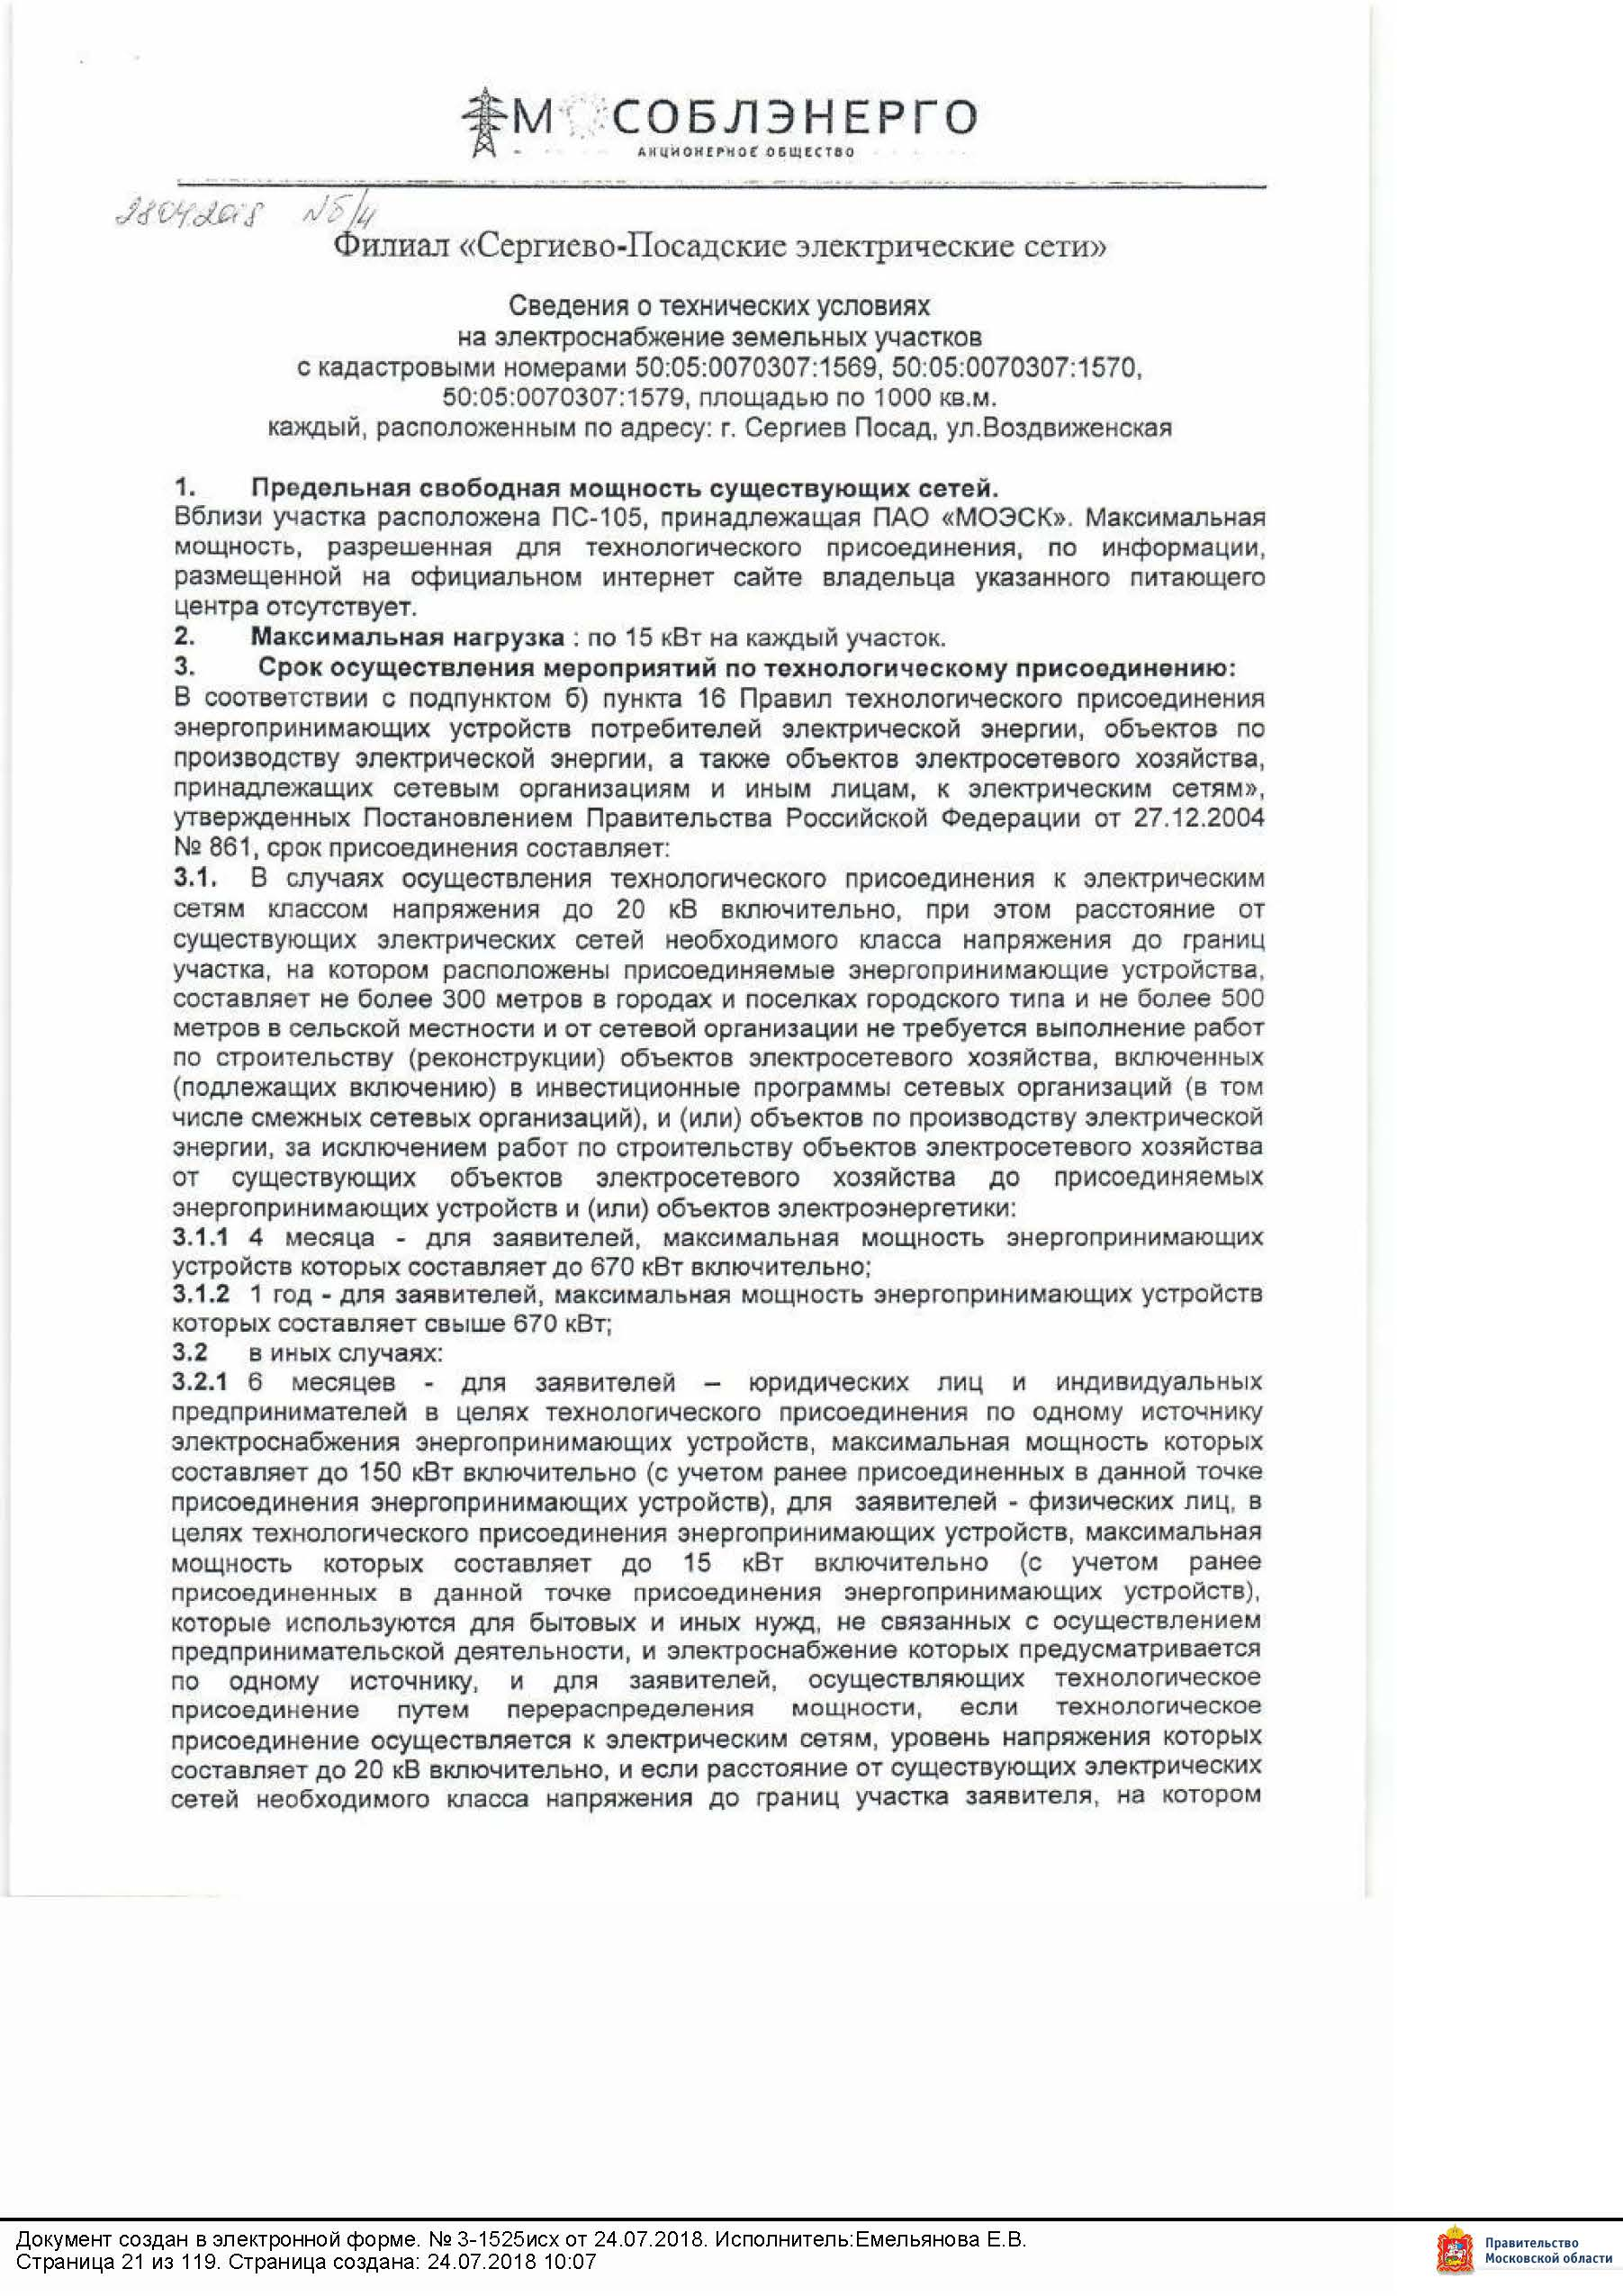 МОСОБЛЭНЕРГО
АКЦИОНЕРНОЕ ОБЩЕСТВО
28.04.2018 №б/н
Филиал «Сергиево-Посадские электрические сети»
Сведения о технических условиях
на электроснабжение земельных участков
с кадастровыми номерами 50:05:0070307:1569, 50:05:0070307:1570,
50:05:0070307:1579, площадью по 1000 кв.м.
каждый, расположенным по адресу: г. Сергиев Посад, ул.Воздвиженская
1. Предельная свободная мощность существующих сетей.
Вблизи участка расположена ПС-105, принадлежащая ПАО «МОЭСК». Максимальная
мощность, разрешенная для технологического присоединения, по информации,
размещенной на официальном интернет сайте владельца указанного питающего
центра отсутствует.
2. Максимальная нагрузка : по 15 кВт на каждый участок.
3. Срок осуществления мероприятий по технологическому присоединению:
В соответствии с подпунктом б) пункта 16 Правил технологического присоединения
энергопринимающих устройств потребителей электрической энергии, объектов по
производству электрической энергии, а также объектов электросетевого хозяйства,
принадлежащих сетевым организациям и иным лицам, к электрическим сетям»,
утвержденных Постановлением Правительства Российской Федерации от 27.12.2004
№ 861, срок присоединения составляет:
3.1. В случаях осуществления технологического присоединения к электрическим
сетям классом напряжения до 20 кВ включительно, при этом расстояние от
существующих электрических сетей необходимого класса напряжения до границ
участка, на котором расположены присоединяемые энергопринимающие устройства,
составляет не более 300 метров в городах и поселках городского типа и не более 500
метров в сельской местности и от сетевой организации не требуется выполнение работ
по строительству (реконструкции) объектов электросетевого хозяйства, включенных
(подлежащих включению) в инвестиционные программы сетевых организаций (в том
числе смежных сетевых организаций), и (или) объектов по производству электрической
энергии, за исключением работ по строительству объектов электросетевого хозяйства
от существующих объектов электросетевого хозяйства до присоединяемых
энергопринимающих устройств и (или) объектов электроэнергетики:
3.1.1 4 месяца - для заявителей, максимальная мощность энергопринимающих
устройств которых составляет до 670 кВт включительно;
3.1.2 1 год - для заявителей, максимальная мощность энергопринимающих устройств
которых составляет свыше 670 кВт;
3.2 в иных случаях:
3.2.1 6 месяцев - для заявителей – юридических лиц и индивидуальных
предпринимателей в целях технологического присоединения по одному источнику
электроснабжения энергопринимающих устройств, максимальная мощность которых
составляет до 150 кВт включительно (с учетом ранее присоединенных в данной точке
присоединения энергопринимающих устройств), для заявителей - физических лиц, в
целях технологического присоединения энергопринимающих устройств, максимальная
мощность которых составляет до 15 кВт включительно (с учетом ранее
присоединенных в данной точке присоединения энергопринимающих устройств),
которые используются для бытовых и иных нужд, не связанных с осуществлением
предпринимательской деятельности, и электроснабжение которых предусматривается
по одному источнику, и для заявителей, осуществляющих технологическое
присоединение путем перераспределения мощности, если технологическое
присоединение осуществляется к электрическим сетям, уровень напряжения которых
составляет до 20 кВ включительно, и если расстояние от существующих электрических
сетей необходимого класса напряжения до границ участка заявителя, на котором
Документ создан в электронной форме. № 3-1525исх от 24.07.2018. Исполнитель:Емельянова Е.В.
Страница 21 из 119. Страница создана: 24.07.2018 10:07
Правительство
Московской области